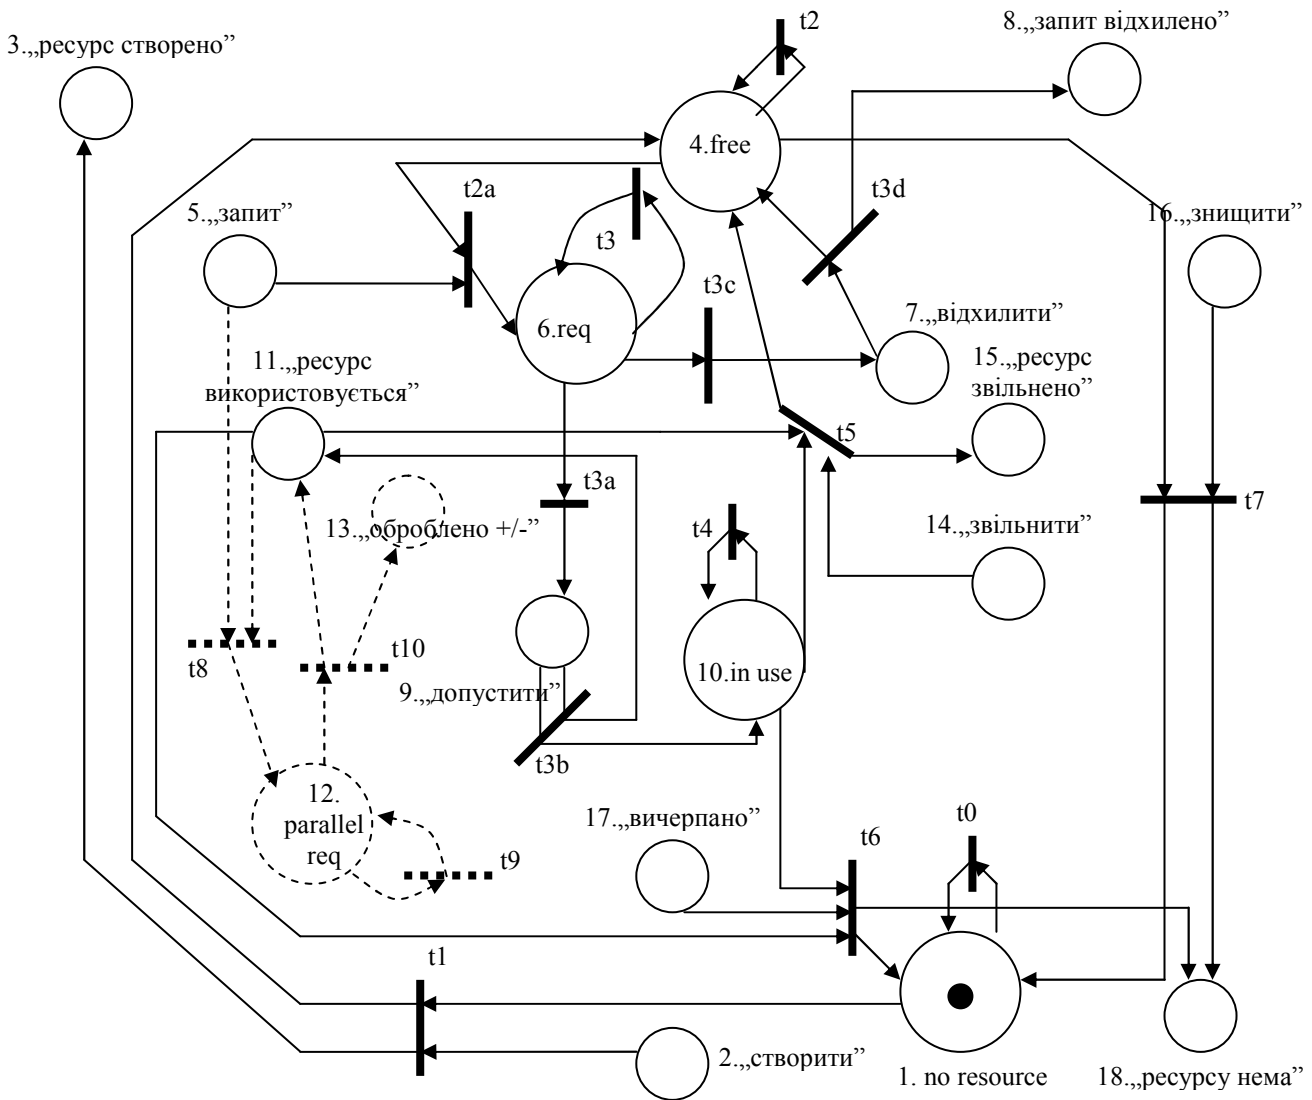 t2
8.„запит відхилено”
3.„ресурс створено”
4.free
t2a
t3d
5.„запит”
16.„знищити”
t3
t3c
6.req
7.„відхилити”
11.„ресурс
використовується”
15.„ресурс
звільнено”
t5
t3a
t7
13.„оброблено +/-”
t4
14.„звільнити”
t8
t10
9.„допустити”
10.in use
t3b
12.
parallel
req
17.„вичерпано”
t0
t6
t9
t1
2.„створити”
1. no resource
18.„ресурсу нема”